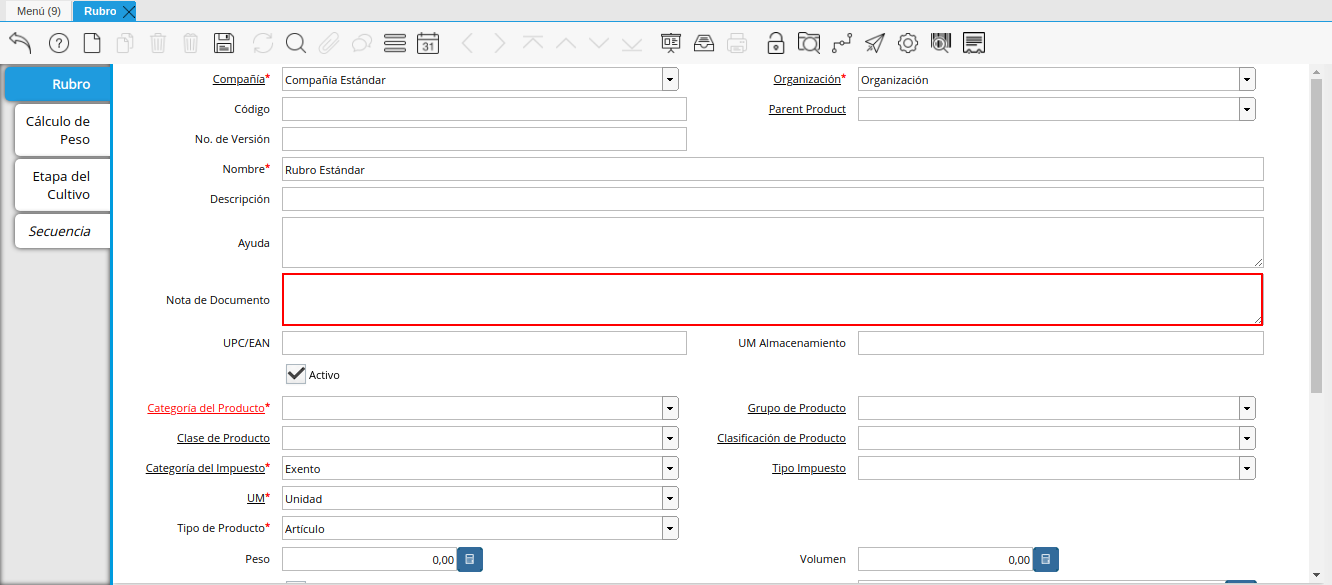 Menú (9) Rubro
31
Rubro
Cálculo de
Peso
Etapa del
Cultivo
Secuencia
Compañía* Compañía Estándar Organización* Organización
Código Parent Product
No. de Versión
Nombre* Rubro Estándar
Descripción
Ayuda
Nota de Documento
UPC/EAN UM Almacenamiento
Activo
Categoría del Producto* Grupo de Producto
Clase de Producto Clasificación de Producto
Categoría del Impuesto* Exento Tipo Impuesto
UM* Unidad
Tipo de Producto* Artículo
Peso 0,00 Volumen 0,00